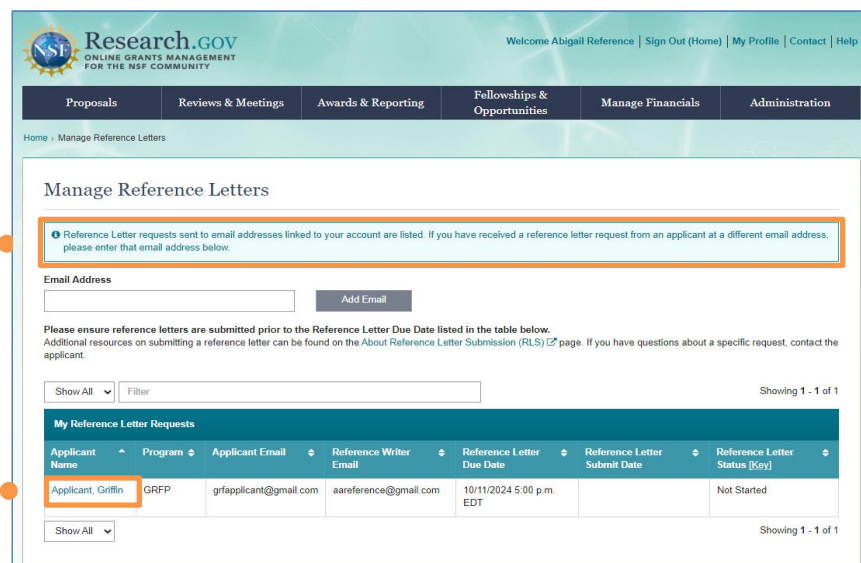 NSF
Research.gov
ONLINE GRANTS MANAGEMENT
FOR THE NSF COMMUNITY
Welcome Abigail Reference | Sign Out (Home) | My Profile | Contact | Help
Proposals Reviews & Meetings Awards & Reporting Fellowships & Opportunities Manage Financials Administration
Home › Manage Reference Letters
Manage Reference Letters
Reference Letter requests sent to email addresses linked to your account are listed. If you have received a reference letter request from an applicant at a different email address,
please enter that email address below.
Email Address
Add Email
Please ensure reference letters are submitted prior to the Reference Letter Due Date listed in the table below.
Additional resources on submitting a reference letter can be found on the About Reference Letter Submission (RLS) page. If you have questions about a specific request, contact the
applicant.
Show All Filter Showing 1 - 1 of 1
My Reference Letter Requests
Applicant Name Program Applicant Email Reference Writer Email Reference Letter Due Date Reference Letter Submit Date Reference Letter Status [Key]
Applicant, Griffin GRFP grfapplicant@gmail.com aareference@gmail.com 10/11/2024 5:00 p.m. EDT Not Started
Show All Showing 1 - 1 of 1